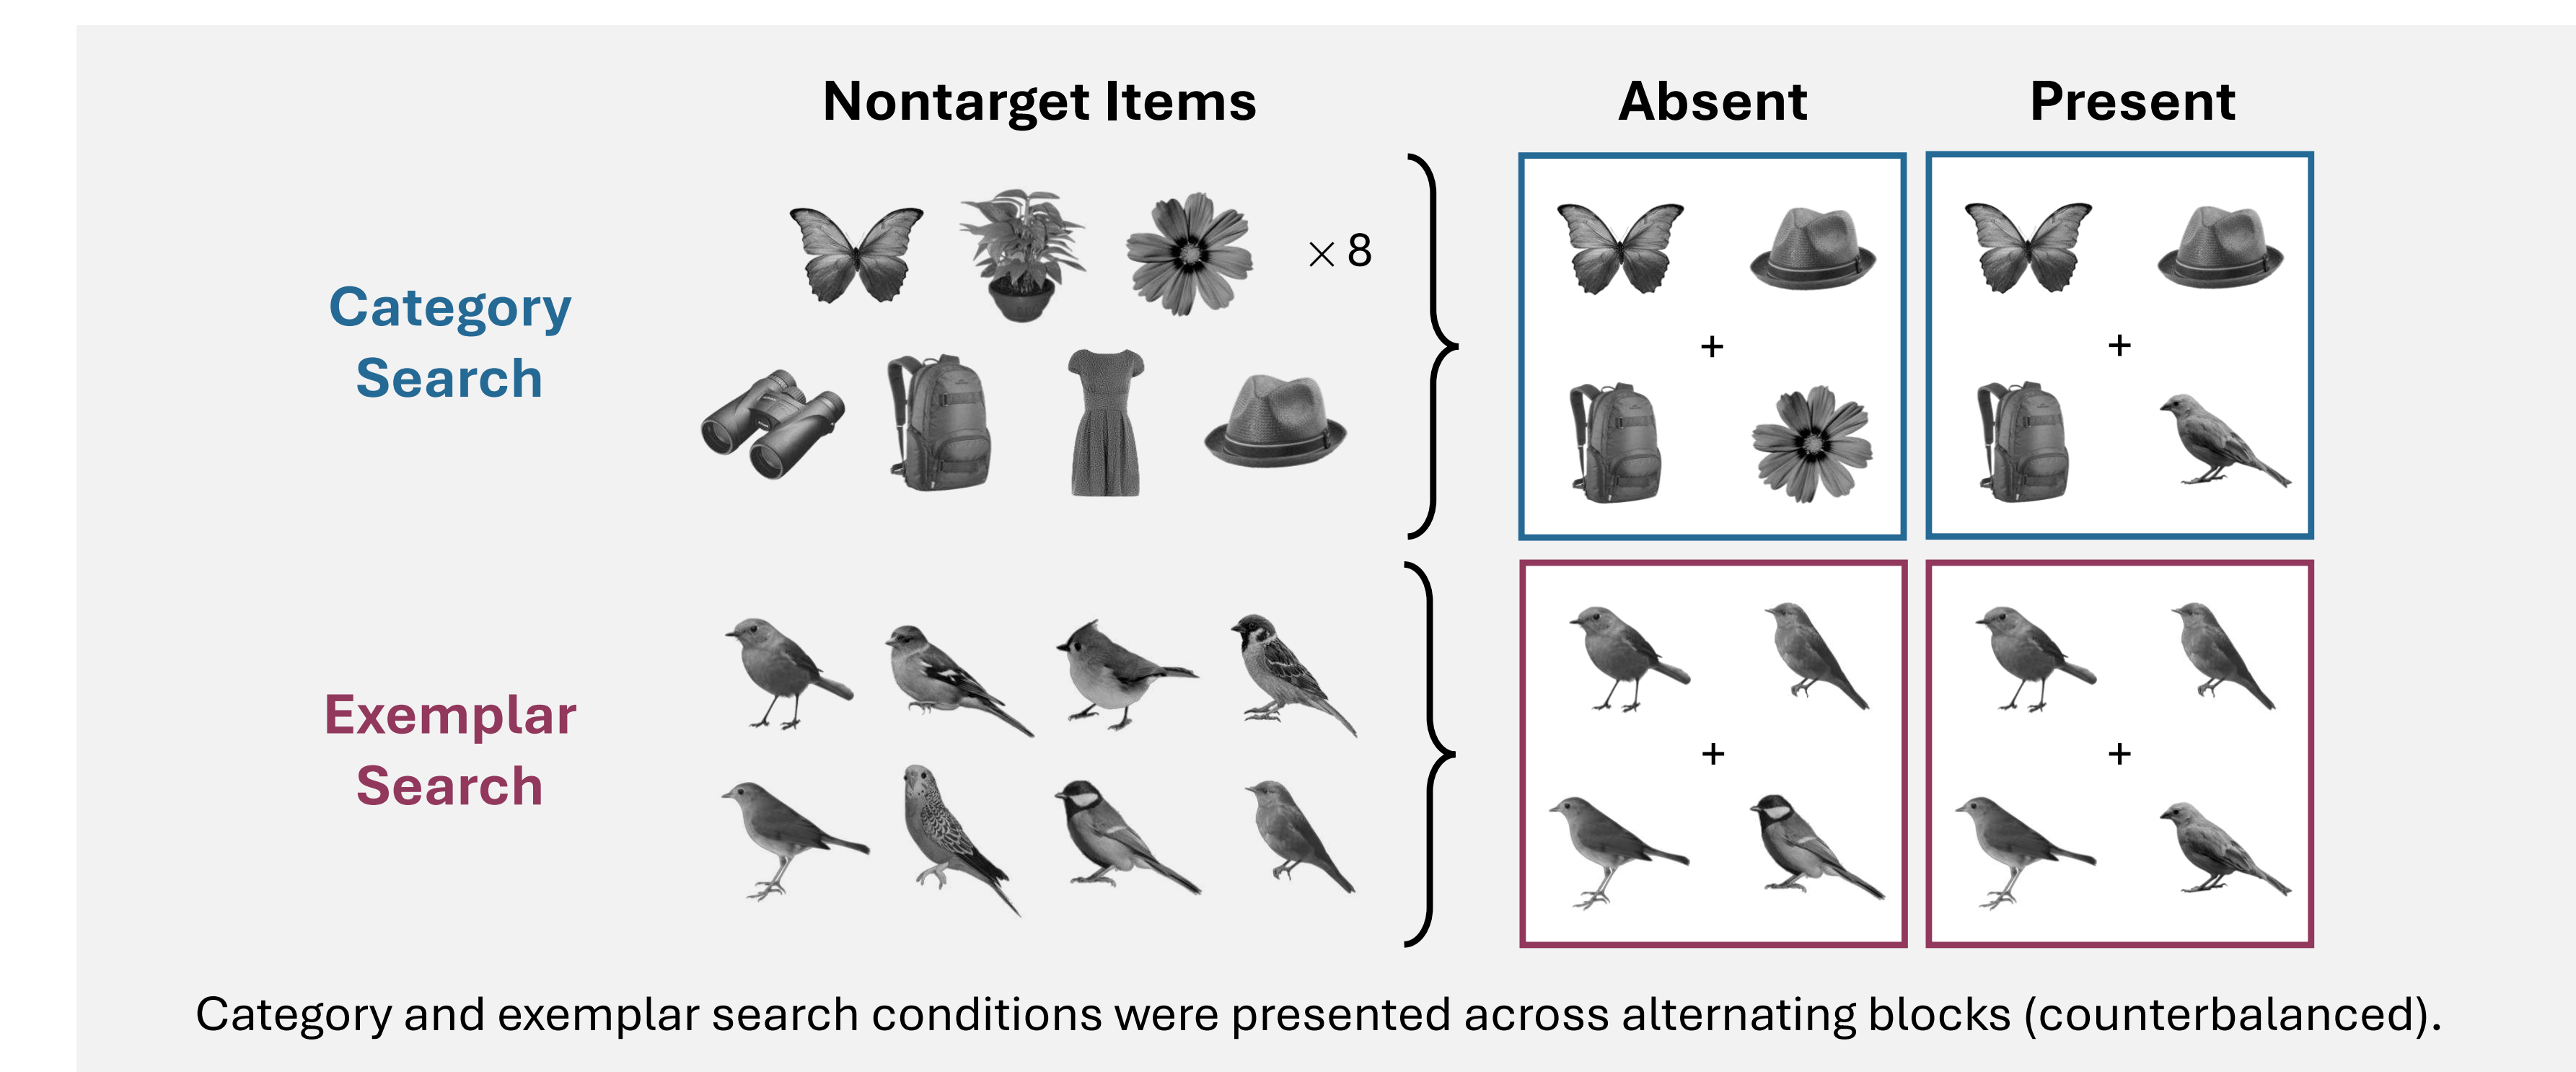 Nontarget Items
Absent
Present
× 8
Category
Search
+
+
Exemplar
Search
+
+
Category and exemplar search conditions were presented across alternating blocks (counterbalanced).